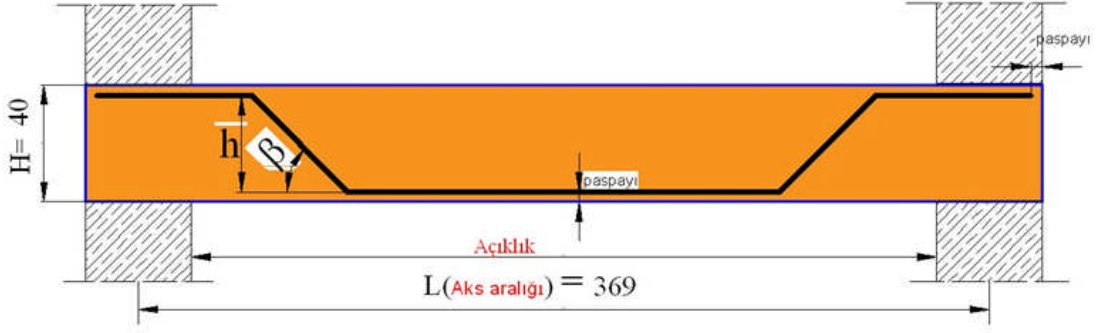 paspayı
H= 40
h
β
paspayı
Açıklık
L(Aks aralığı) = 369